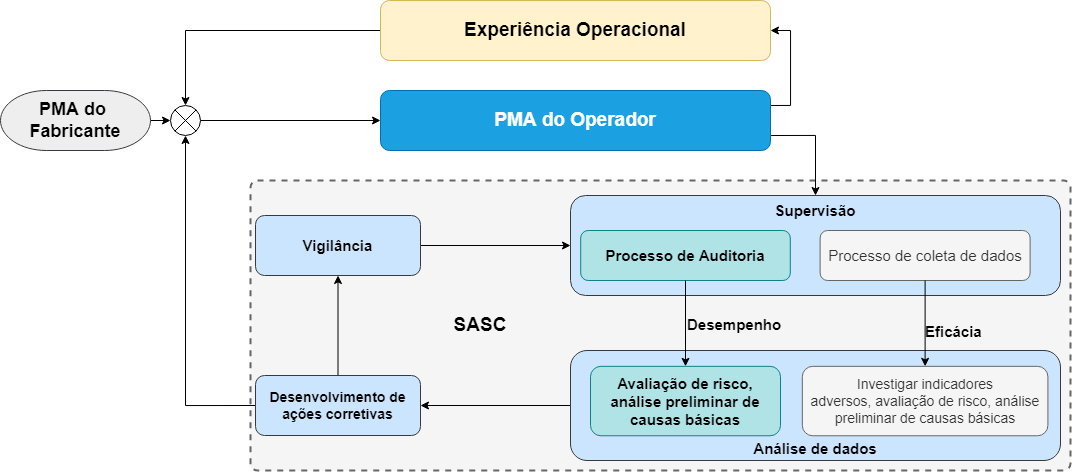 Experiência Operacional
PMA do
Fabricante
PMA do Operador
Supervisão
Vigilância
Processo de Auditoria
Processo de coleta de dados
SASC
Desempenho
Eficácia
Desenvolvimento de
ações corretivas
Avaliação de risco,
análise preliminar de
causas básicas
Investigar indicadores
adversos, avaliação de risco, análise
preliminar de causas básicas
Análise de dados